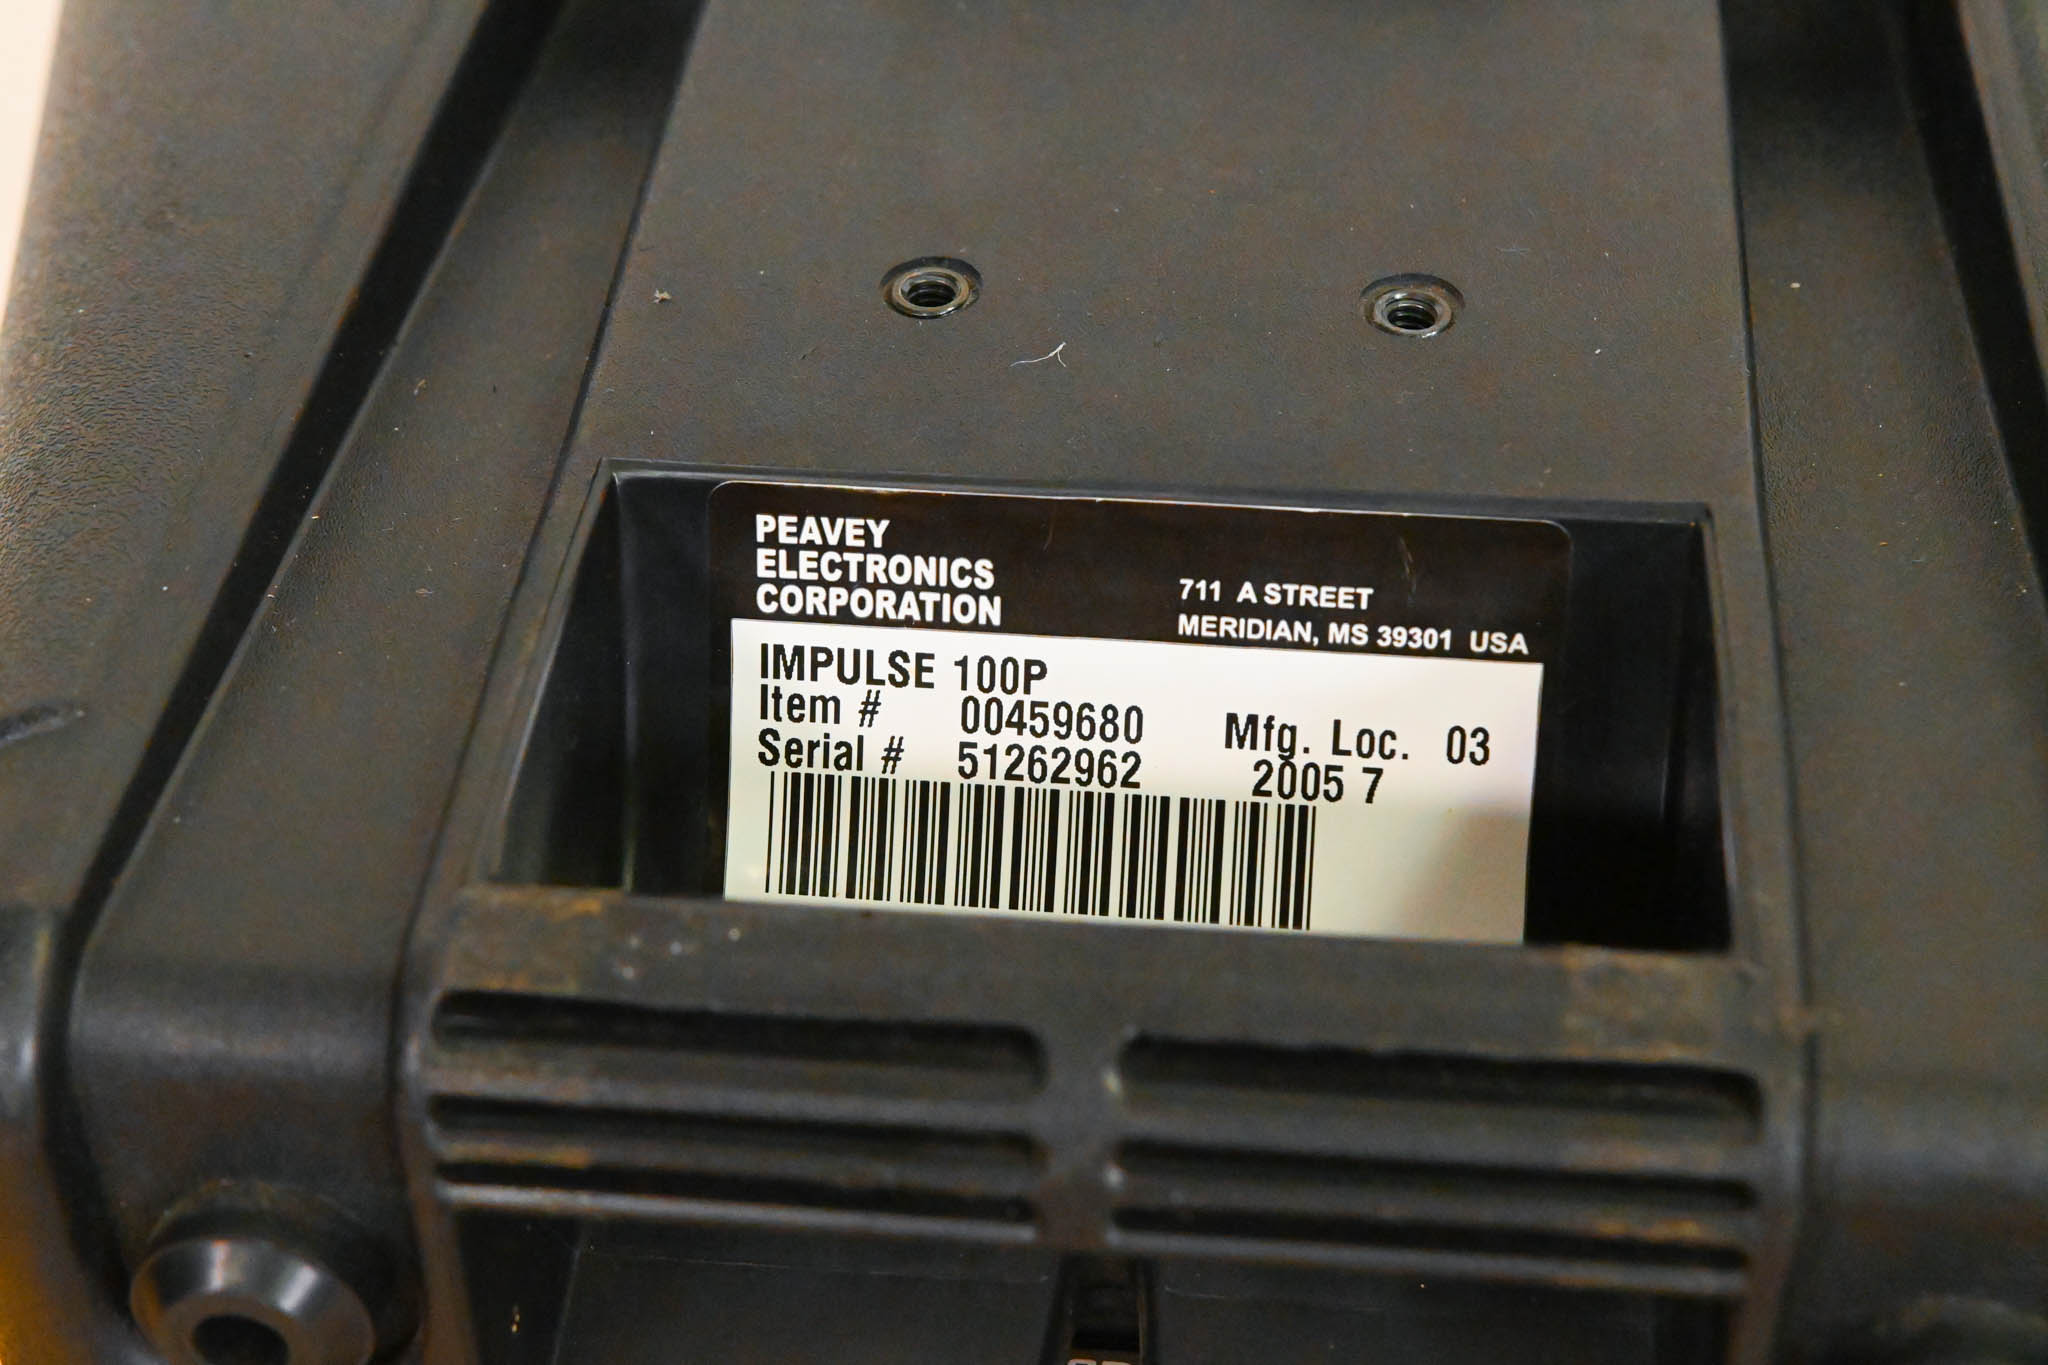 PEAVEY
ELECTRONICS
CORPORATION
711 A STREET
MERIDIAN, MS 39301 USA
IMPULSE 100P
Item # 00459680 Mfg. Loc. 03
Serial # 51262962 2005 7